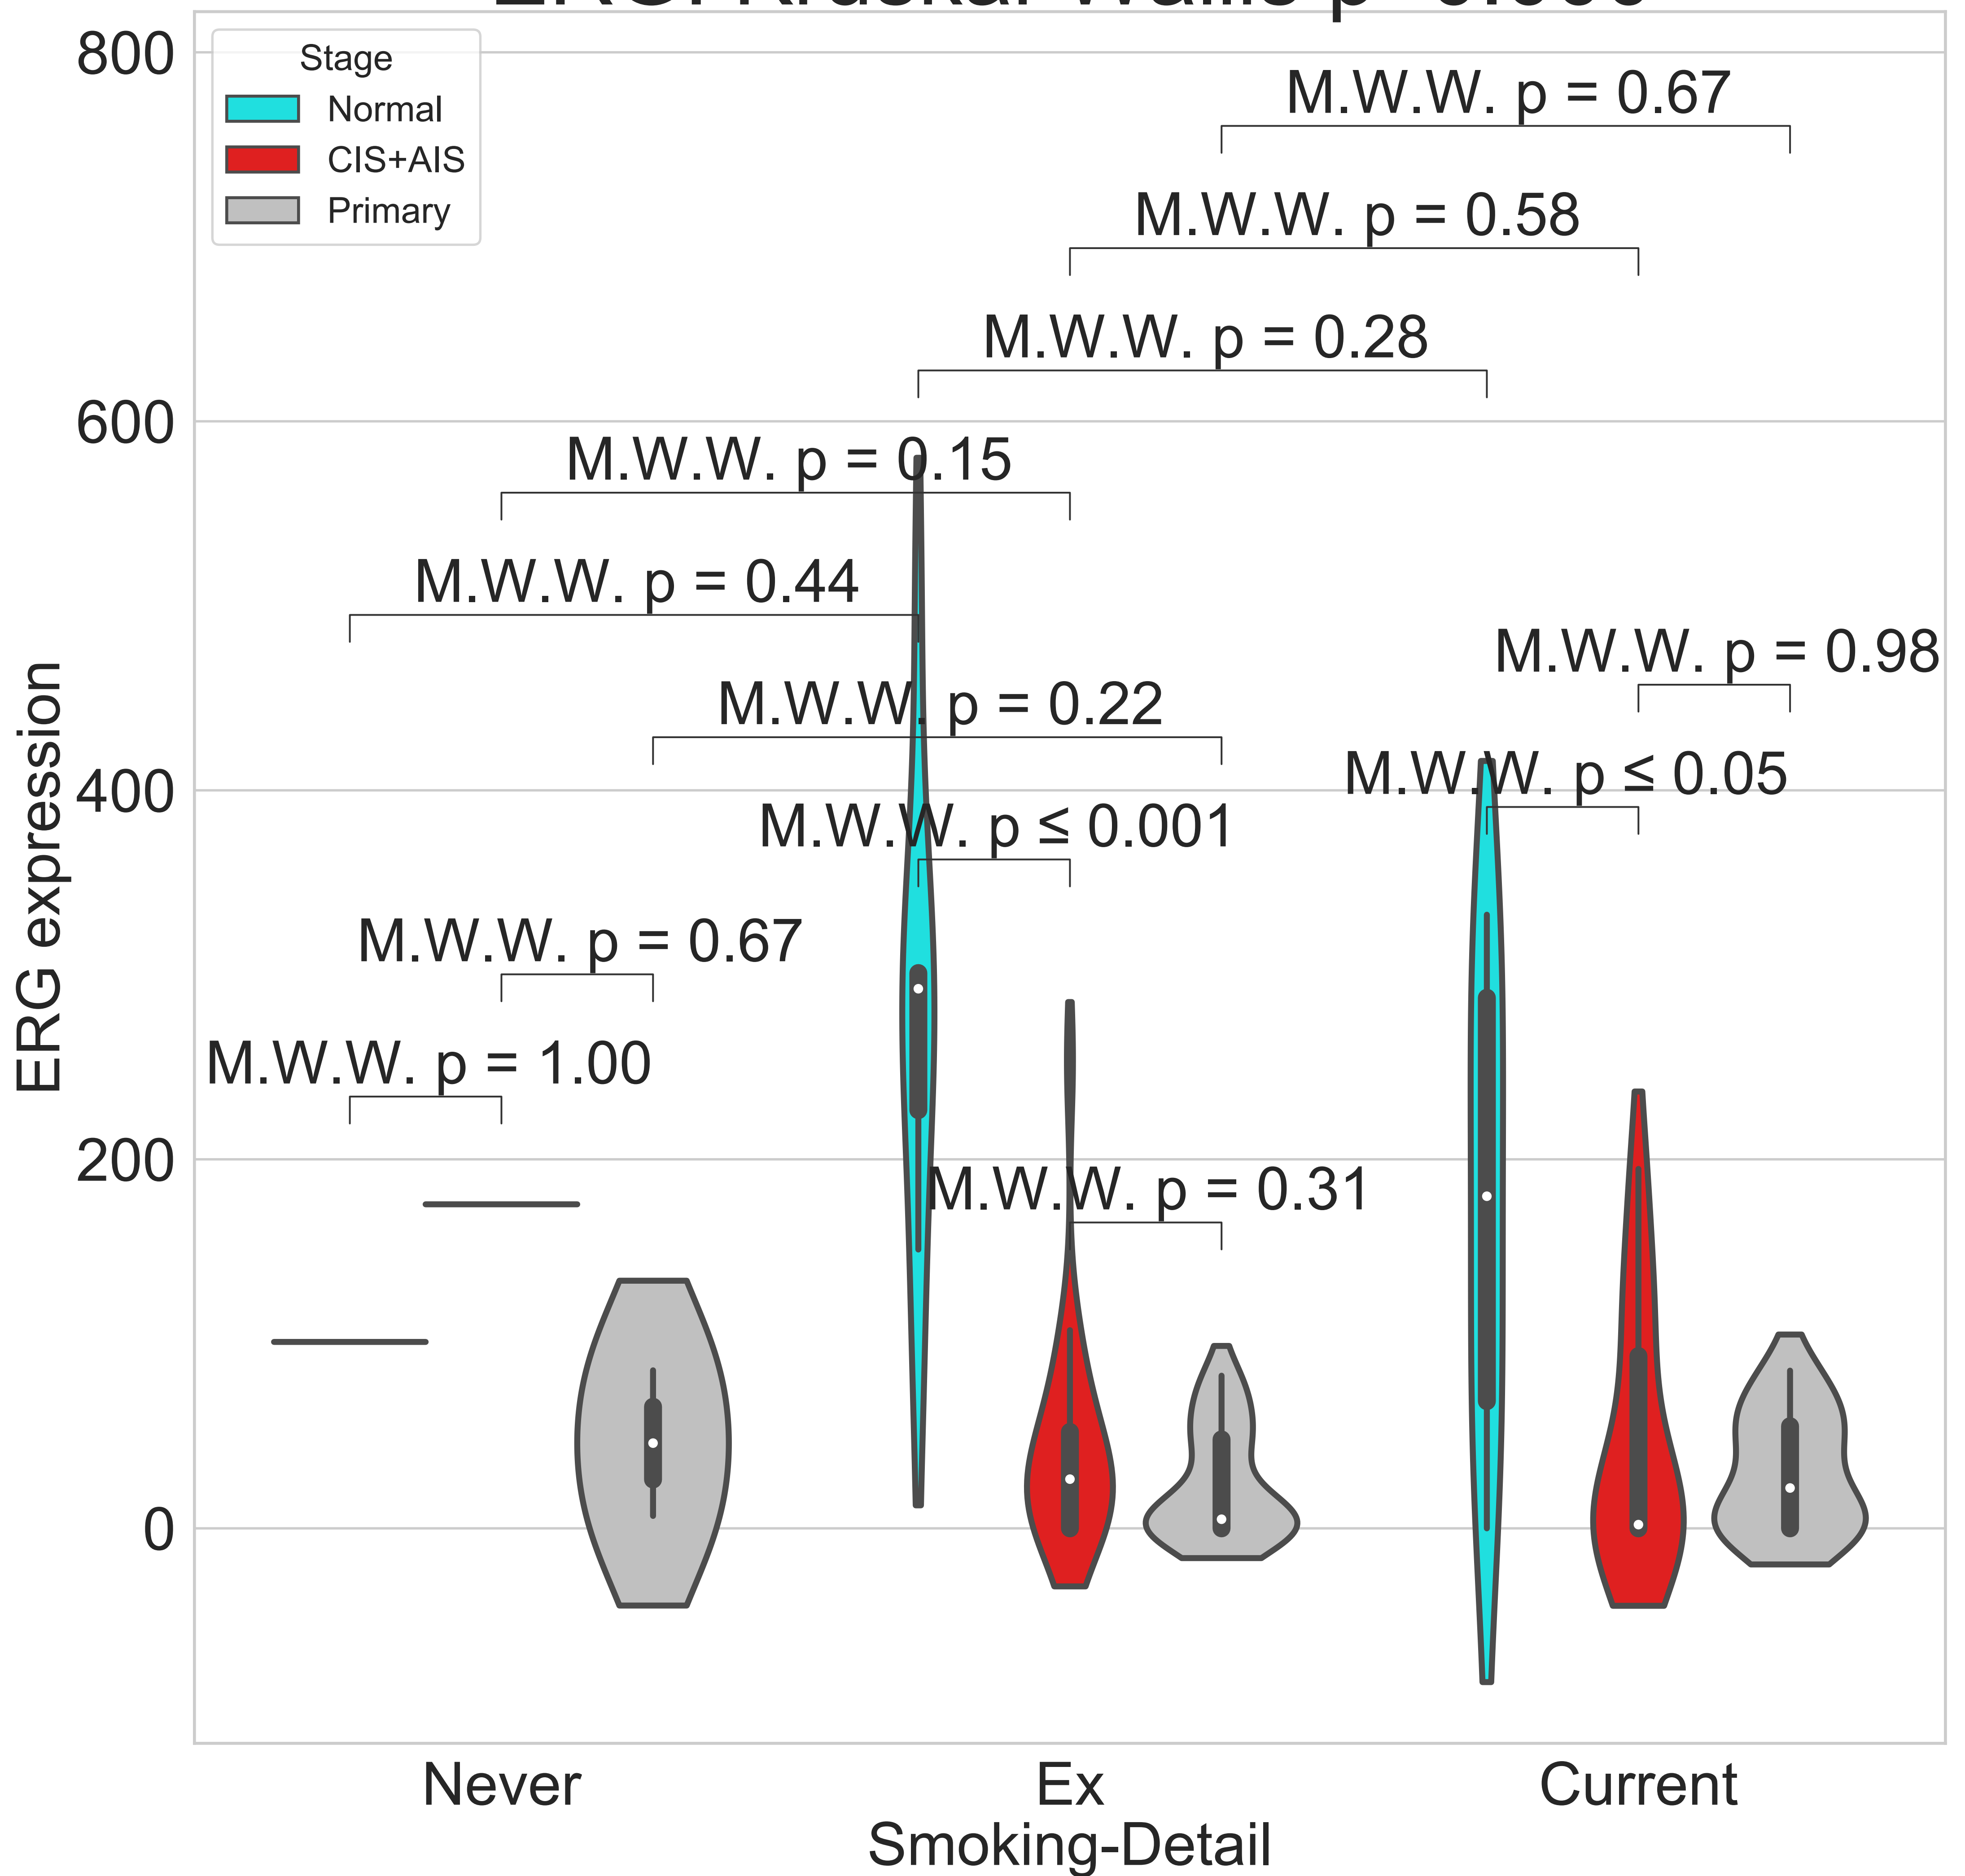 800
600
400
200
0
ERG expression
Stage
Normal
CIS+AIS
Primary
M.W.W. p = 0.67
M.W.W. p = 0.58
M.W.W. p = 0.28
M.W.W. p = 0.15
M.W.W. p = 0.44
M.W.W. p = 0.98
M.W.W. p = 0.22
M.W.W. p ≤ 0.05
M.W.W. p ≤ 0.001
M.W.W. p = 0.67
M.W.W. p = 1.00
M.W.W. p = 0.31
Never Ex Current
Smoking-Detail